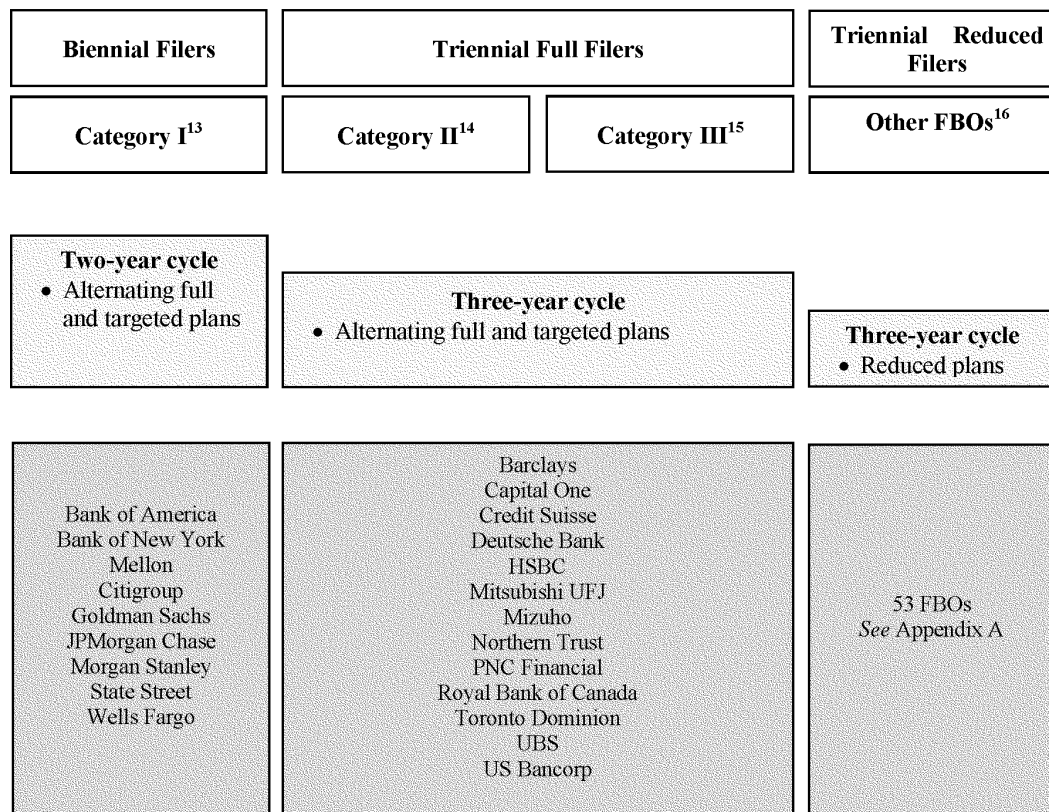 Biennial Filers
Triennial Full Filers
Triennial Reduced
Filers
Category I13
Category II14
Category III15
Other FBOs16
Two-year cycle
• Alternating full
and targeted plans
Three-year cycle
• Alternating full and targeted plans
Three-year cycle
• Reduced plans
Bank of America
Bank of New York
Mellon
Citigroup
Goldman Sachs
JPMorgan Chase
Morgan Stanley
State Street
Wells Fargo
Barclays
Capital One
Credit Suisse
Deutsche Bank
HSBC
Mitsubishi UFJ
Mizuho
Northern Trust
PNC Financial
Royal Bank of Canada
Toronto Dominion
UBS
US Bancorp
53 FBOs
See Appendix A